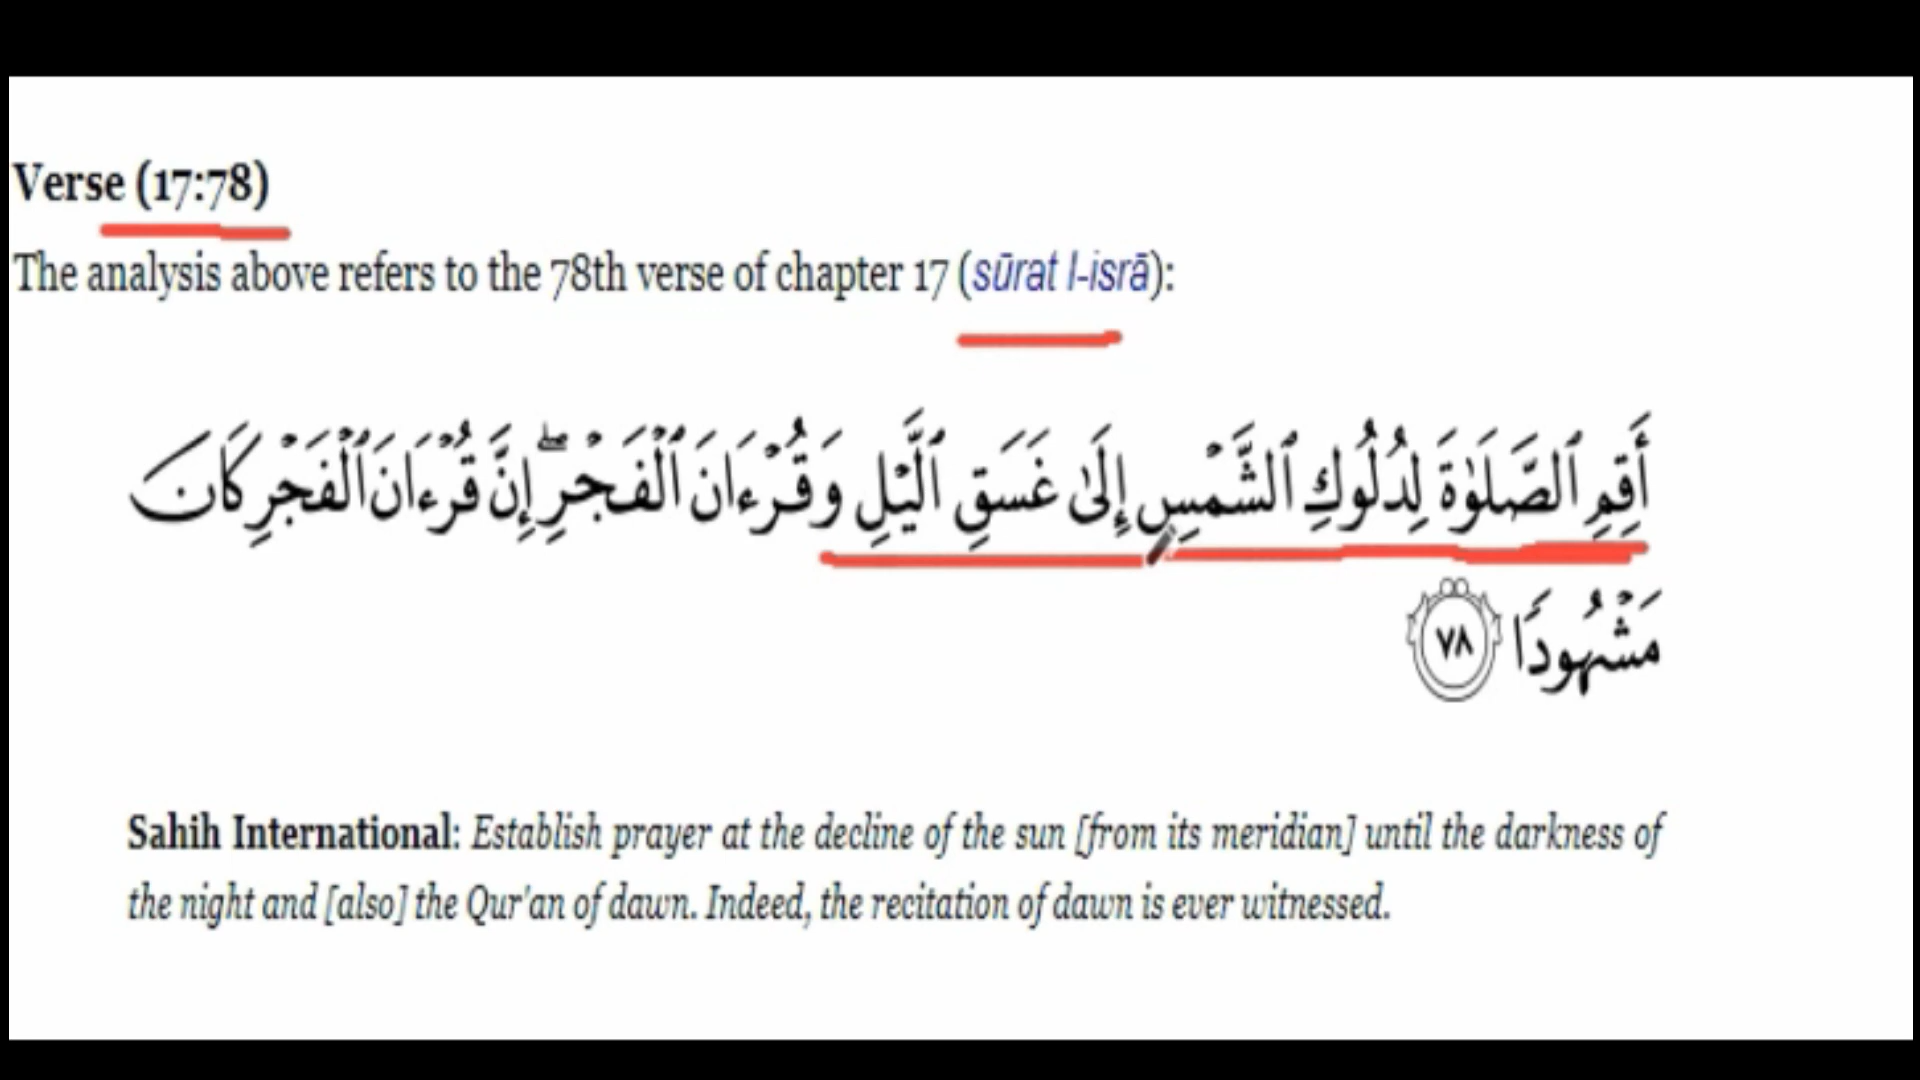 Verse (17:78)
The analysis above refers to the 78th verse of chapter 17 (sūrat l-isrā):
أَقِمِ ٱلصَّلَوٰةَ لِدُلُوكِ ٱلشَّمْسِ إِلَىٰ غَسَقِ ٱلَّيْلِ وَقُرْءَانَ ٱلْفَجْرِ ۖ إِنَّ قُرْءَانَ ٱلْفَجْرِ كَانَ
مَشْهُودًا ٧٨
Sahih International: Establish prayer at the decline of the sun [from its meridian] until the darkness of
the night and [also] the Qur'an of dawn. Indeed, the recitation of dawn is ever witnessed.